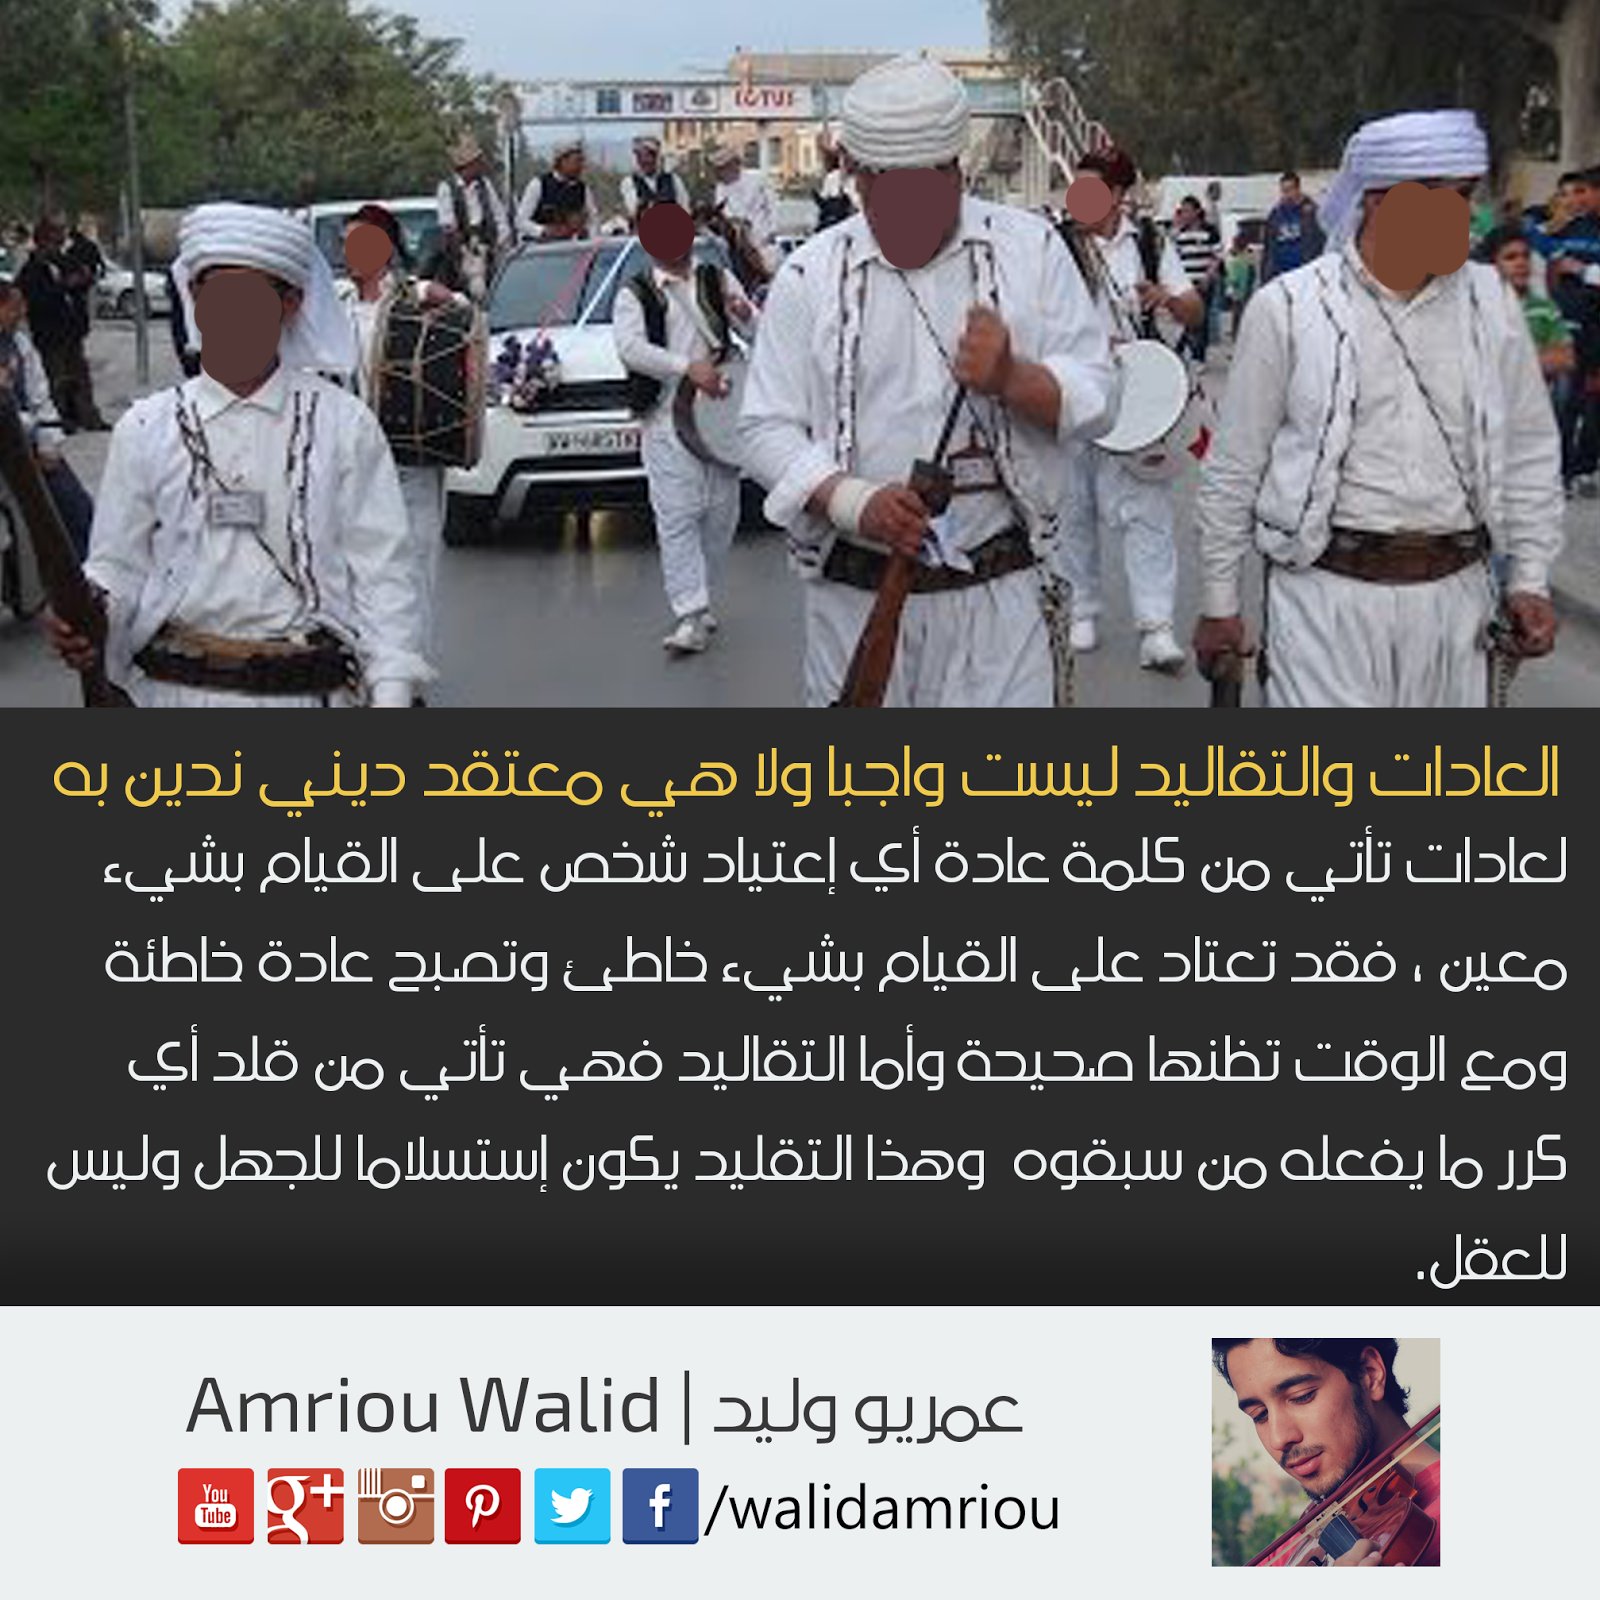 العادات والتقاليد ليست واجبا ولا هي معتقد ديني ندين به
لعادات تأتي من كلمة عادة أي إعتياد شخص على القيام بشيء
معين ، فقد تعتاد على القيام بشيء خاطئ وتصبح عادة خاطئة
ومع الوقت تظنها صحيحة وأما التقاليد فهي تأتي من قلد أي
كرر ما يفعله من سبقوه وهذا التقليد يكون إستسلاما للجهل وليس
للعقل.
Amriou Walid | عمريو وليد
You Tube g+ f /walidamriou